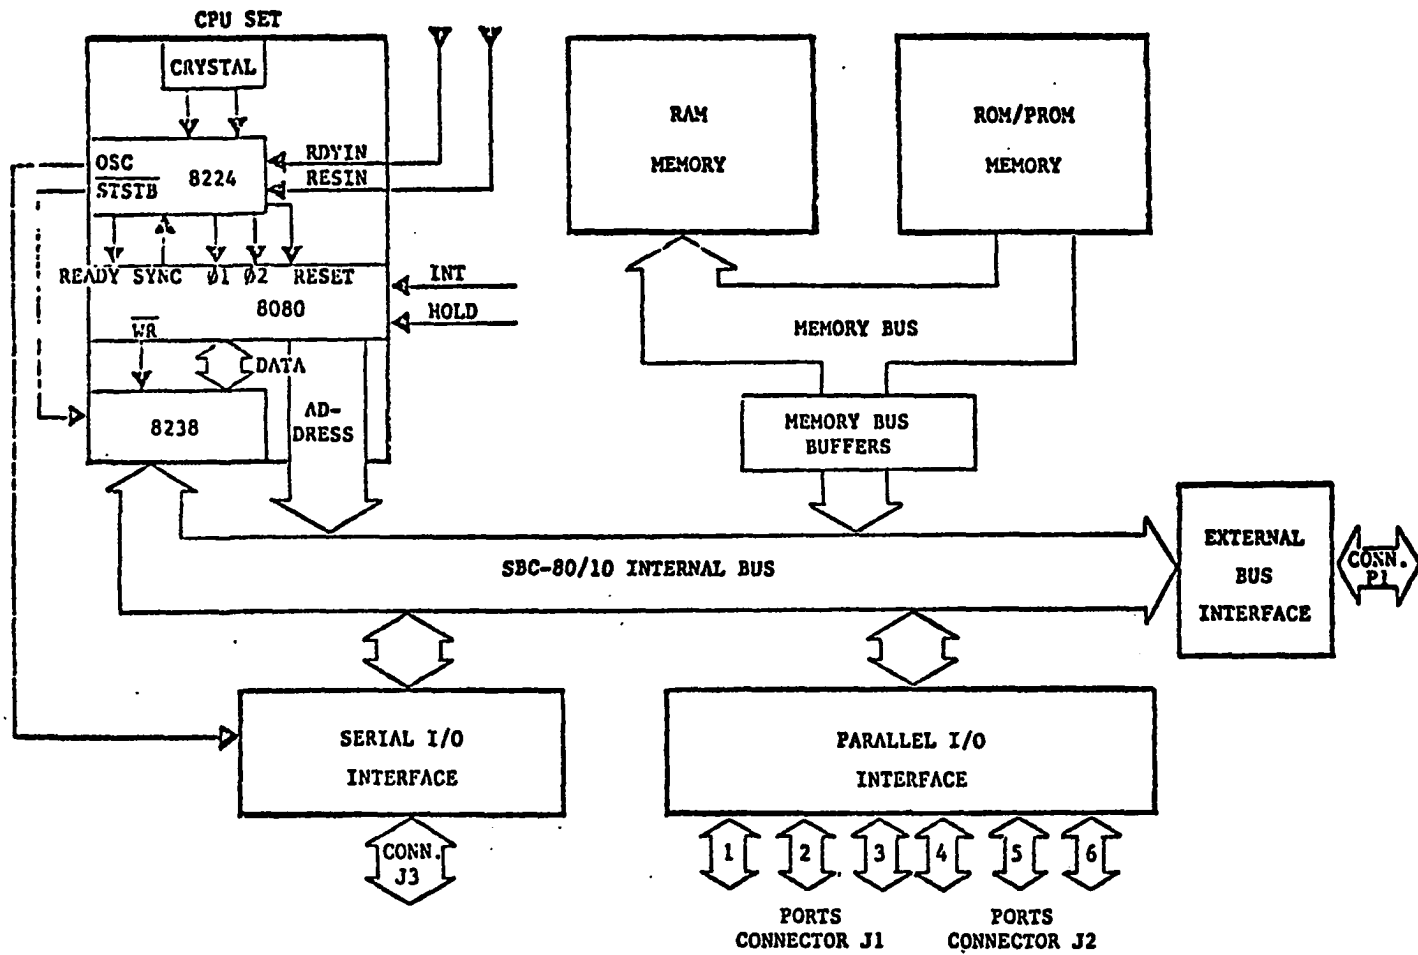 CPU SET
CRYSTAL
OSC
8224
STSTB
RDYIN
RESIN
READY SYNC Ø1 Ø2 RESET
8080
INT
HOLD
WR
DATA
8238
AD-
DRESS
RAM
MEMORY
ROM/PROM
MEMORY
MEMORY BUS
MEMORY BUS
BUFFERS
SBC-80/10 INTERNAL BUS
EXTERNAL
BUS
INTERFACE
CONN.
P1
SERIAL I/O
INTERFACE
PARALLEL I/O
INTERFACE
CONN.
J3
1 2 3 4 5 6
PORTS
CONNECTOR J1
PORTS
CONNECTOR J2